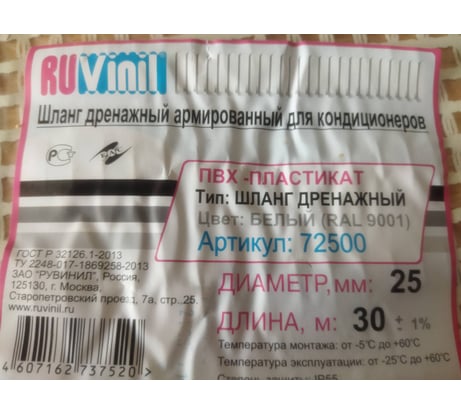 RUVinil
Шланг дренажный армированный для кондиционеров
ПВХ -ПЛАСТИКАТ
Тип: ШЛАНГ ДРЕНАЖНЫЙ
Цвет: БЕЛЫЙ (RAL 9001)
Артикул: 72500
ГОСТ Р 32126.1-2013
ТУ 2248-017-1869258-2013
ЗАО "РУВИНИЛ", Россия,
125130, г. Москва,
Старопетровский проезд, 7а, стр..25.
www.ruvinil.ru
4 607162 737520 >
ДИАМЕТР,мм: 25
ДЛИНА, м: 30 ± 1%
Температура монтажа: от -5°С до +60°С
Температура эксплуатации: от -25°С до +60°С
IP55